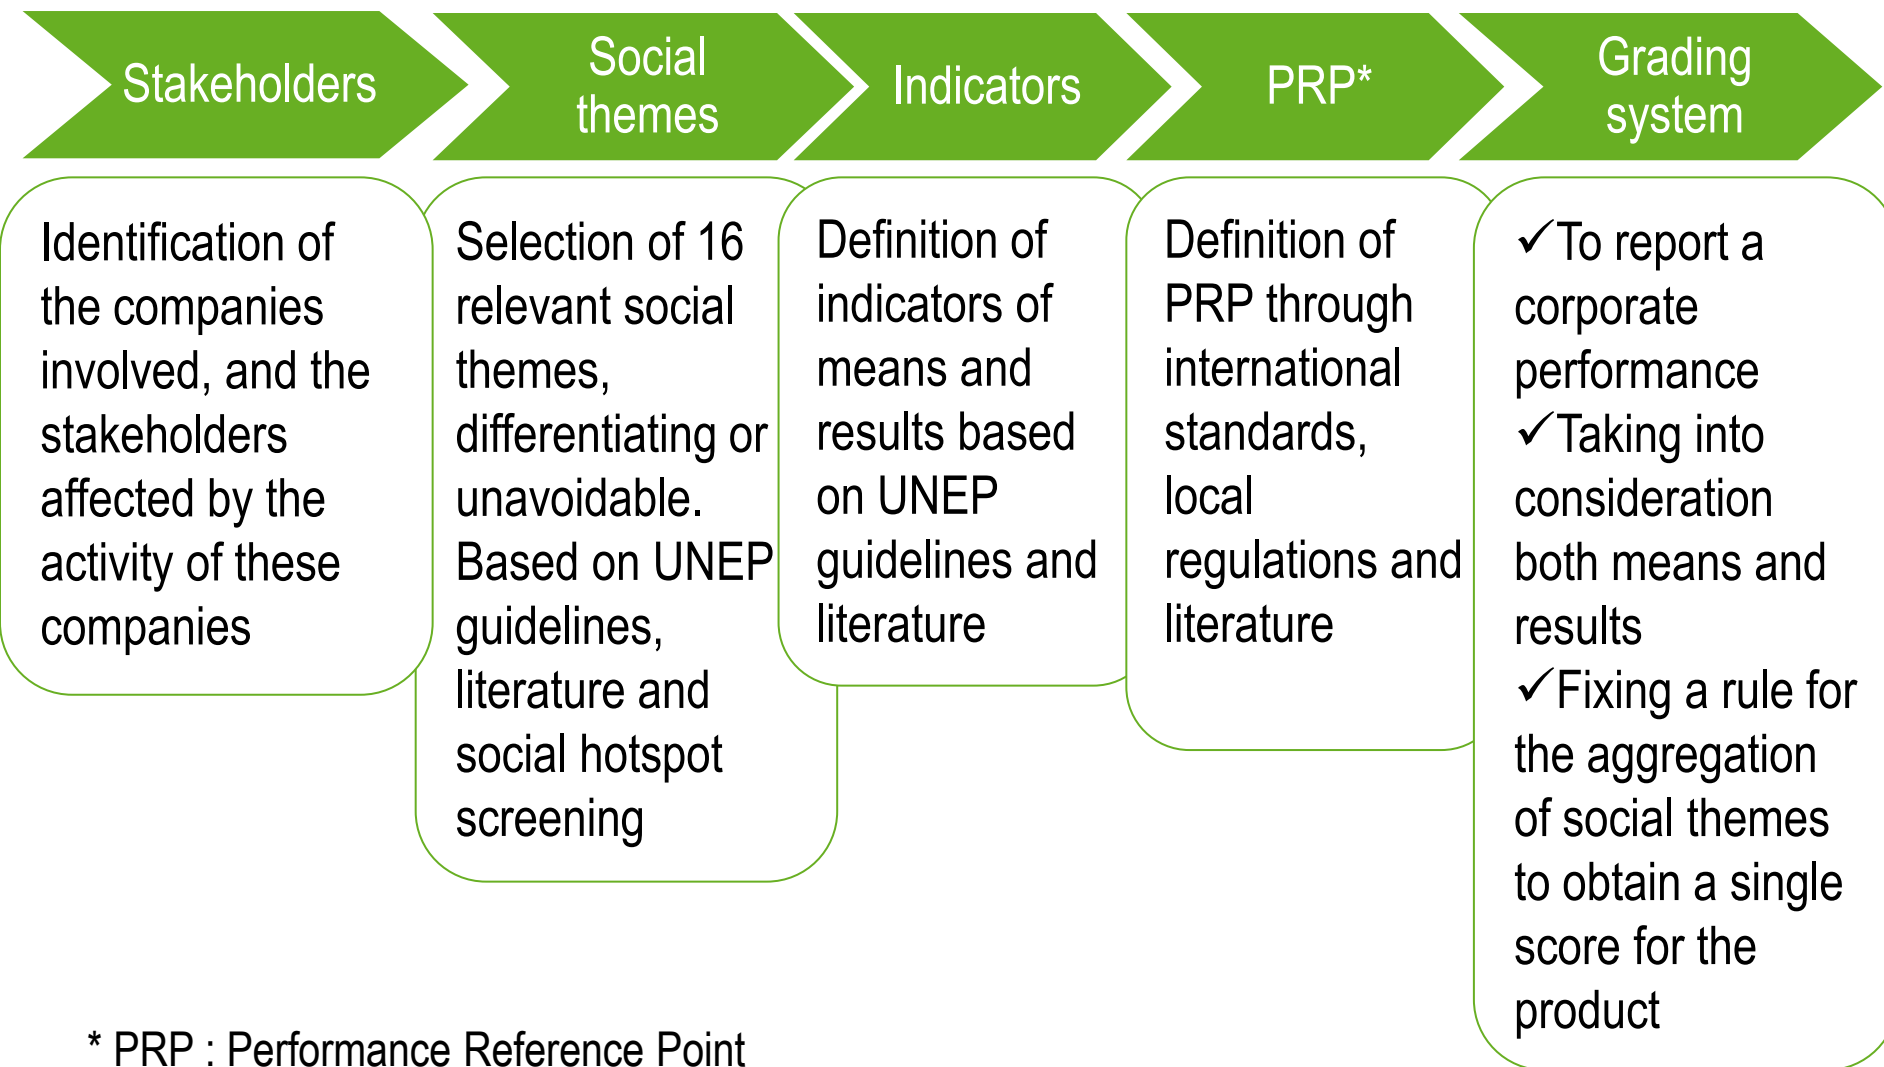 Stakeholders
Social
themes
Indicators
PRP*
Grading
system
Identification of
the companies
involved, and the
stakeholders
affected by the
activity of these
companies
Selection of 16
relevant social
themes,
differentiating or
unavoidable.
Based on UNEP
guidelines,
literature and
social hotspot
screening
Definition of
indicators of
means and
results based
on UNEP
guidelines and
literature
Definition of
PRP through
international
standards,
local
regulations and
literature
✓To report a
corporate
performance
✓Taking into
consideration
both means and
results
✓Fixing a rule for
the aggregation
of social themes
to obtain a single
score for the
product
* PRP : Performance Reference Point